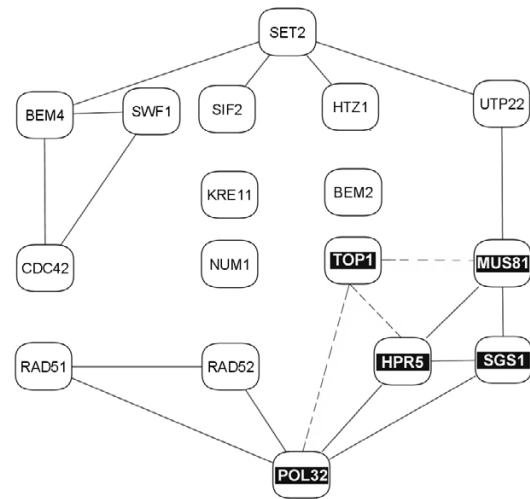 SET2
BEM4
SWF1
SIF2
HTZ1
UTP22
KRE11
BEM2
CDC42
NUM1
TOP1
MUS81
RAD51
RAD52
HPR5
SGS1
POL32